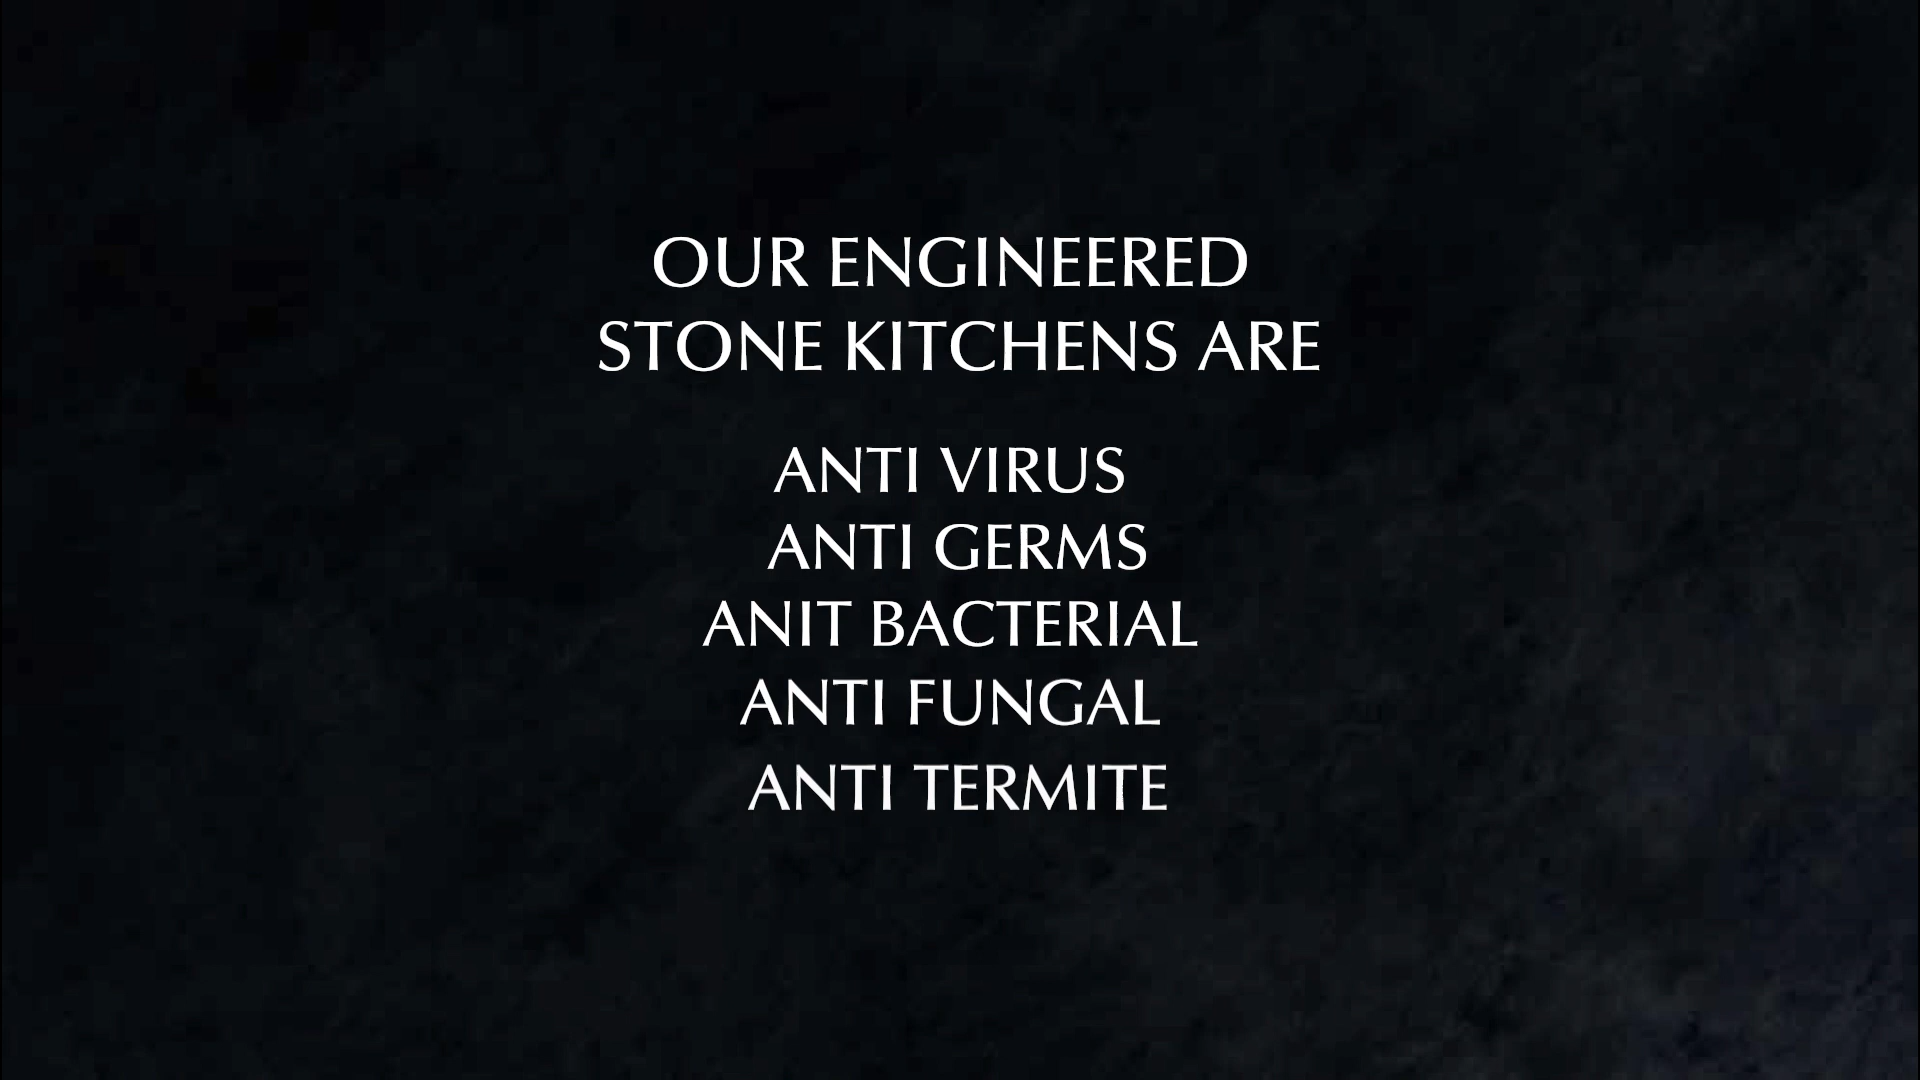 OUR ENGINEERED
STONE KITCHENS ARE
ANTI VIRUS
ANTI GERMS
ANIT BACTERIAL
ANTI FUNGAL
ANTI TERMITE